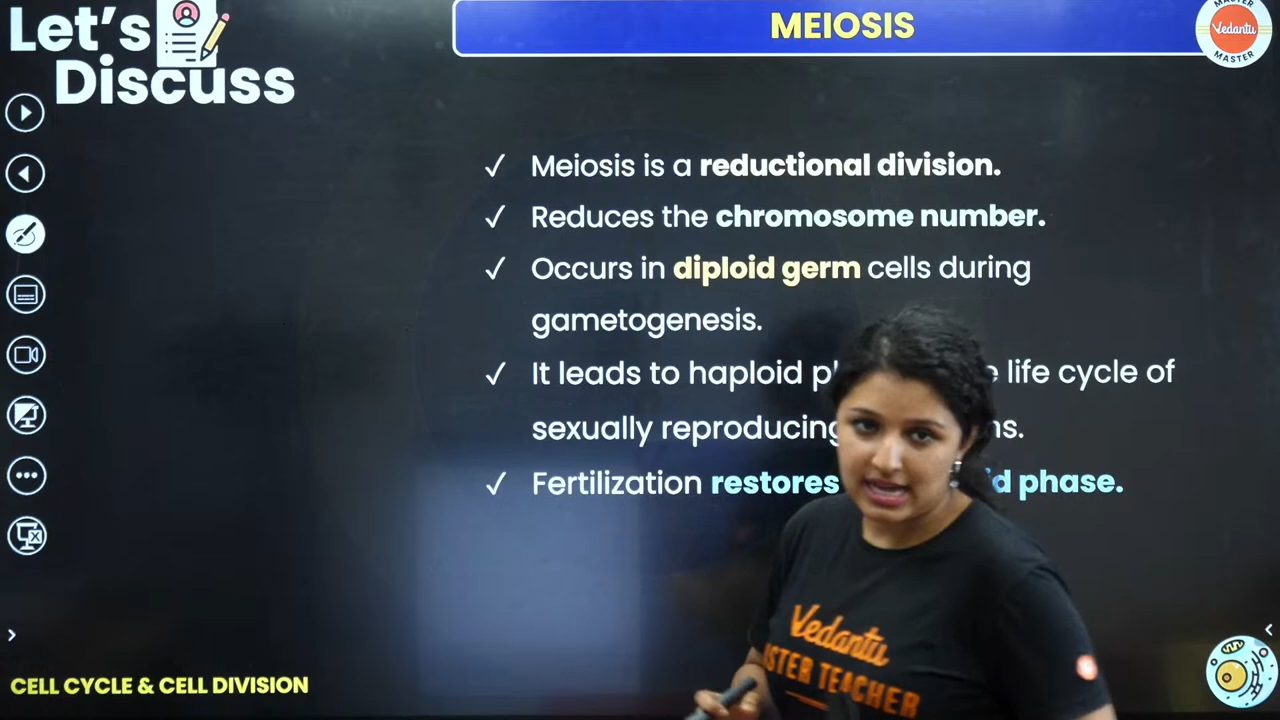 Let's
Discuss
MEIOSIS
MASTER
Vedantu
MASTER
✓ Meiosis is a reductional division.
✓ Reduces the chromosome number.
✓ Occurs in diploid germ cells during
gametogenesis.
✓ It leads to haploid life cycle of
sexually reproducing
✓ Fertilization restores phase.
Vedantu
TEACHER
CELL CYCLE & CELL DIVISION